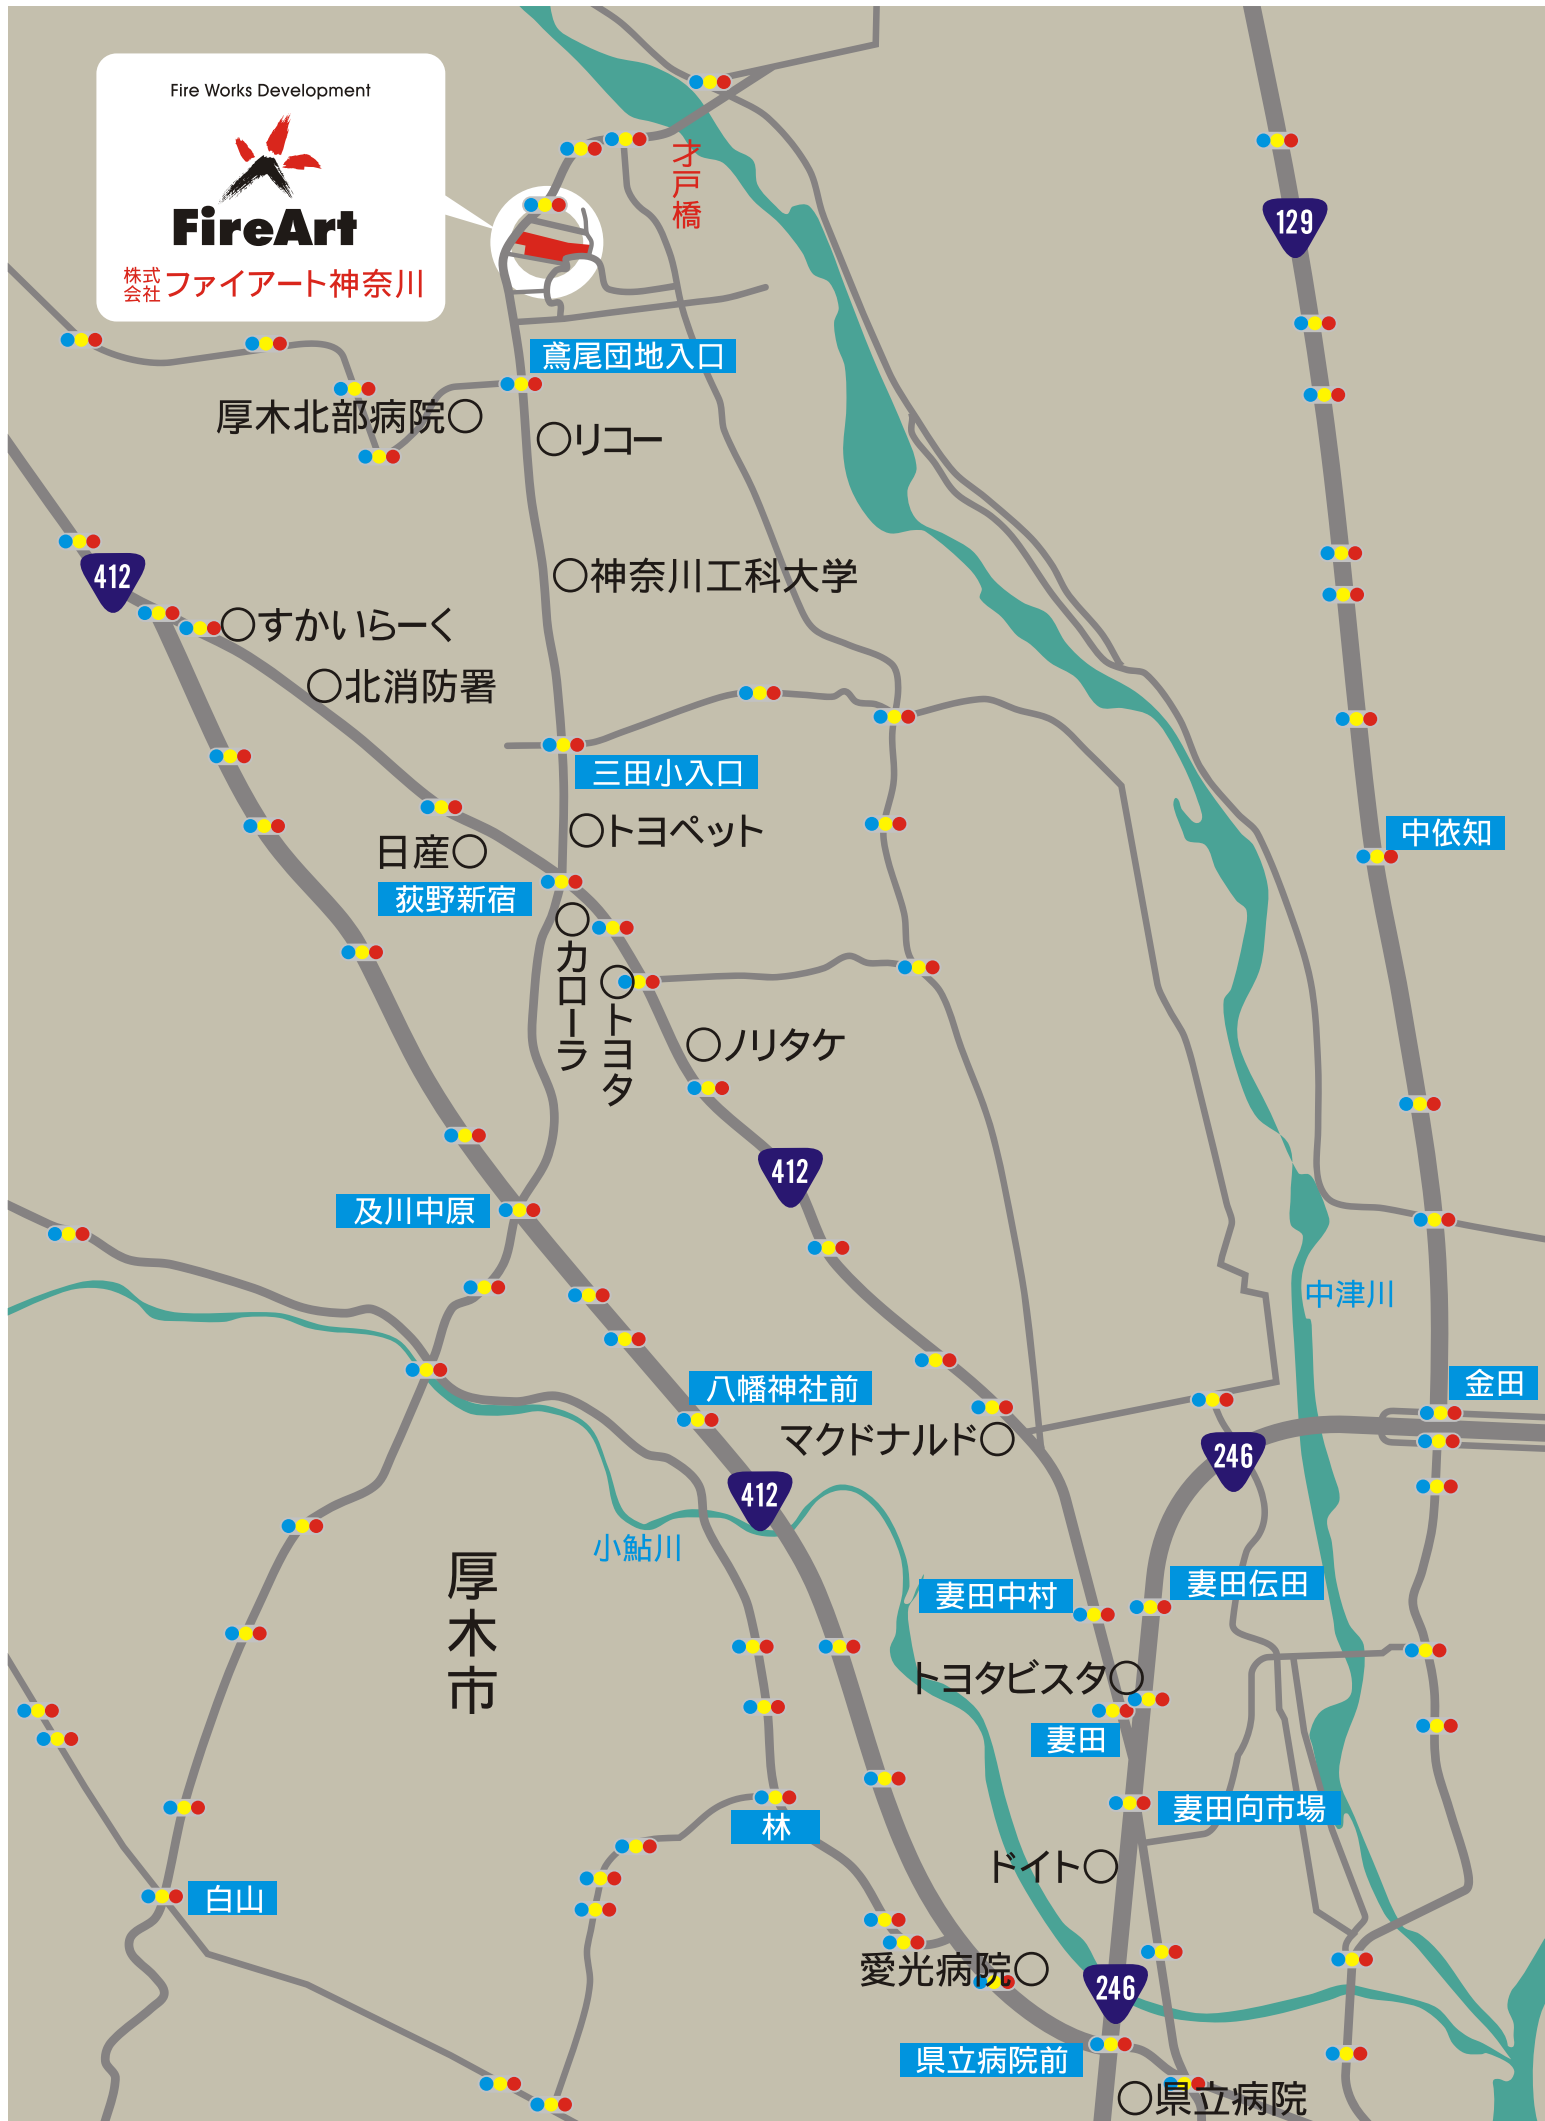 Fire Works Development
FireArt
株式会社 ファイアート神奈川
才戸橋
129
鳶尾団地入口
厚木北部病院○
○リコー
412
○神奈川工科大学
○すかいらーく
○北消防署
三田小入口
○トヨペット
中依知
日産○
荻野新宿
○カローラ
○トヨタ
○ノリタケ
412
及川中原
中津川
八幡神社前
金田
マクドナルド○
246
412
小鮎川
厚木市
妻田中村
妻田伝田
トヨタビスタ○
妻田
妻田向市場
林
ドイト○
白山
愛光病院○
246
県立病院前
○県立病院